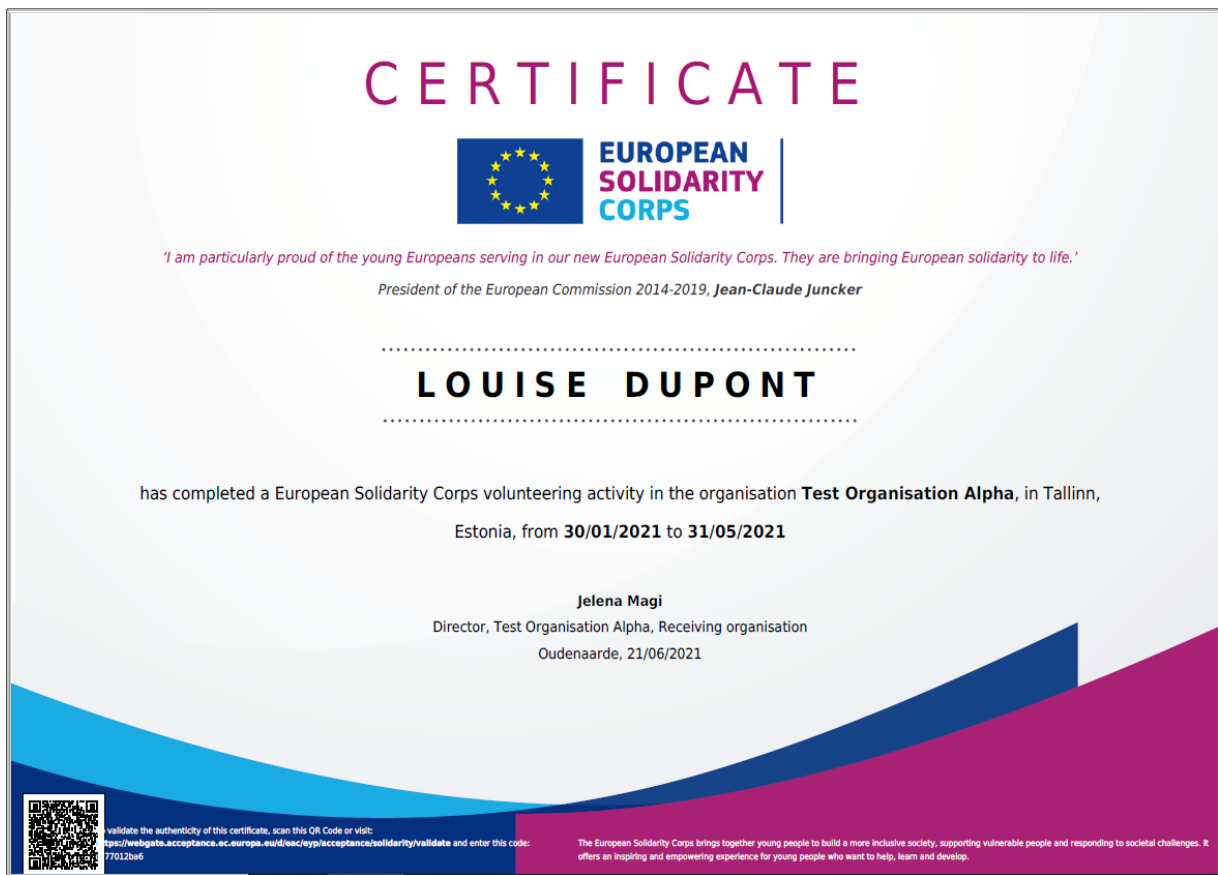 CERTIFICATE
EUROPEAN
SOLIDARITY
CORPS
‘I am particularly proud of the young Europeans serving in our new European Solidarity Corps. They are bringing European solidarity to life.’
President of the European Commission 2014-2019, Jean-Claude Juncker
LOUISE DUPONT
has completed a European Solidarity Corps volunteering activity in the organisation Test Organisation Alpha, in Tallinn,
Estonia, from 30/01/2021 to 31/05/2021
Jelena Magi
Director, Test Organisation Alpha, Receiving organisation
Oudenaarde, 21/06/2021
validate the authenticity of this certificate, scan this QR Code or visit:
ttps://webgate.acceptance.ec.europa.eu/d/eac/eyp/acceptance/solidarity/validate and enter this code:
77012ba6
The European Solidarity Corps brings together young people to build a more inclusive society, supporting vulnerable people and responding to societal challenges. It
offers an inspiring and empowering experience for young people who want to help, learn and develop.